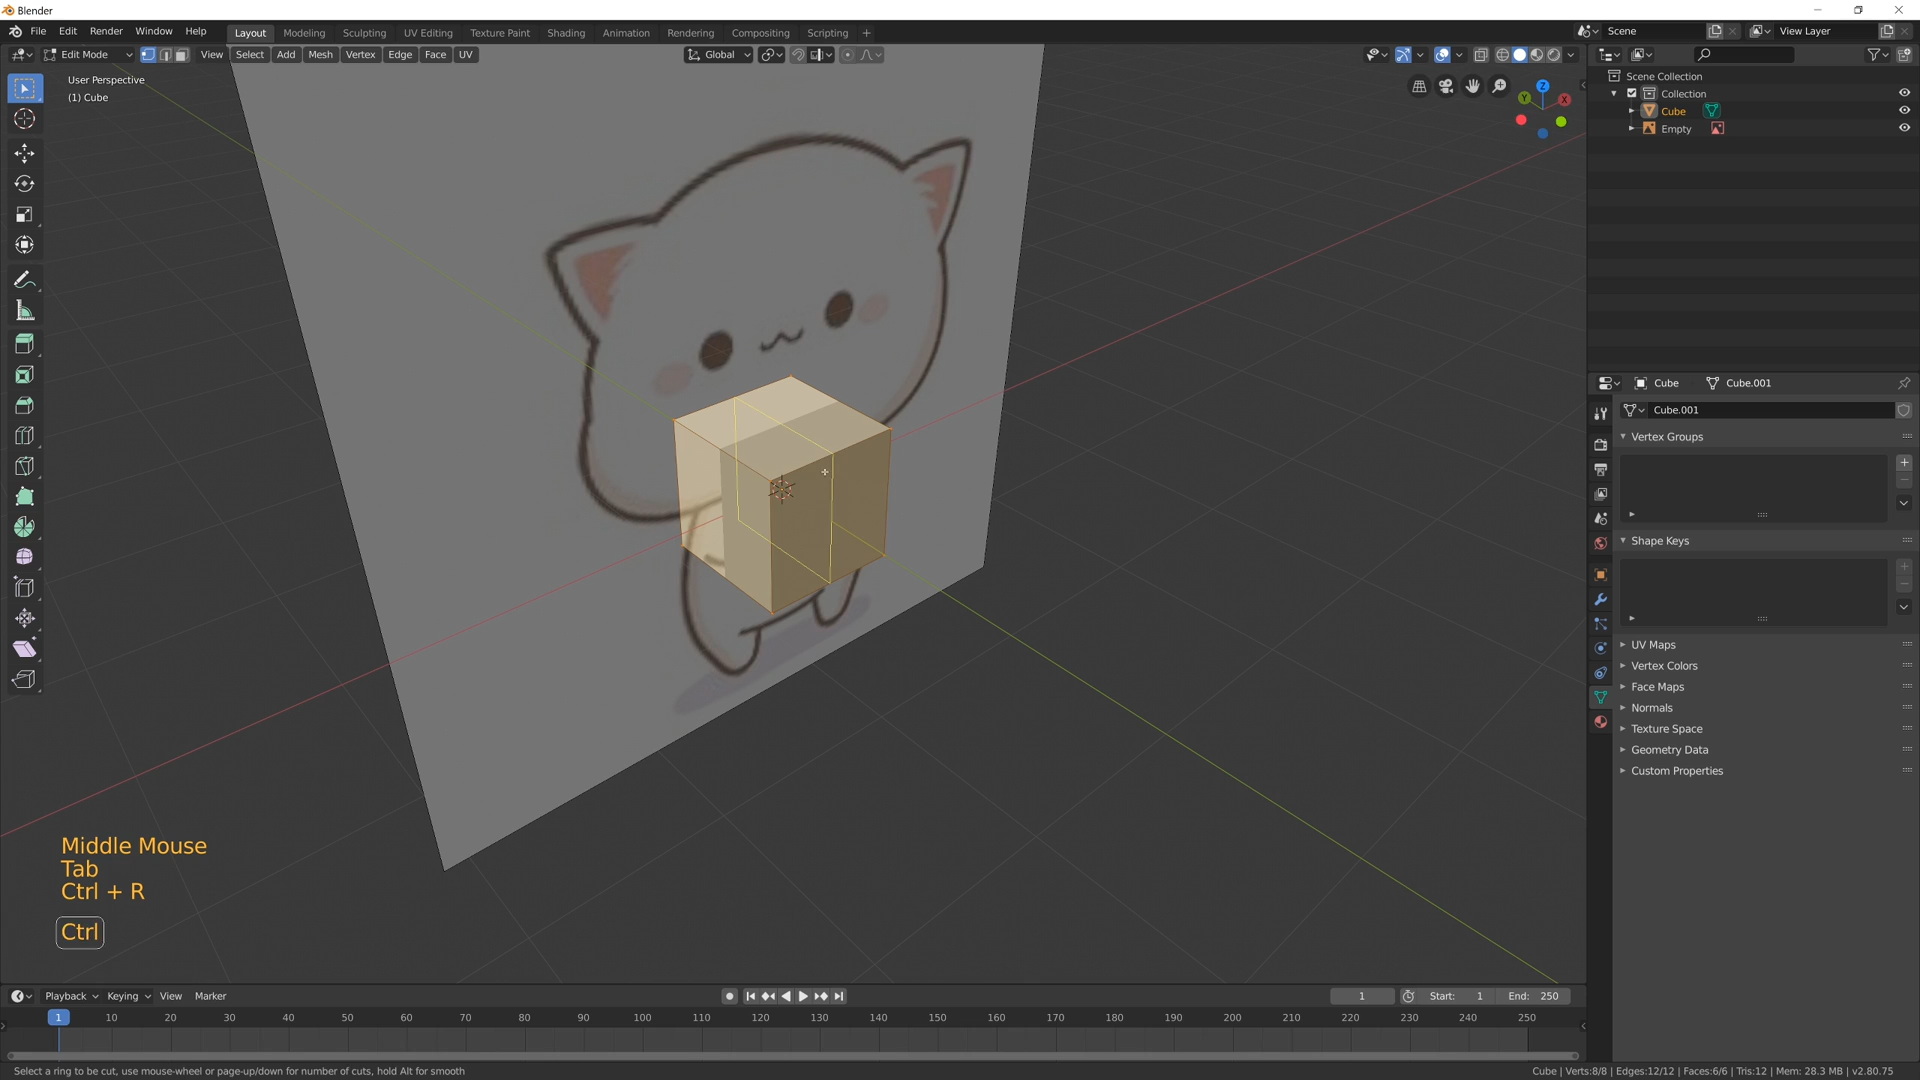 Blender
File Edit Render Window Help Layout Modeling Sculpting UV Editing Texture Paint Shading Animation Rendering Compositing Scripting + Scene View Layer
Edit Mode View Select Add Mesh Vertex Edge Face UV Global
User Perspective
(1) Cube
Z
Y
X
Scene Collection
Collection
Cube
Empty
Cube Cube.001
Cube.001
Vertex Groups
Shape Keys
UV Maps
Vertex Colors
Face Maps
Normals
Texture Space
Geometry Data
Custom Properties
Middle Mouse
Tab
Ctrl + R
Ctrl
Playback Keying View Marker 1 Start: 1 End: 250
1 10 20 30 40 50 60 70 80 90 100 110 120 130 140 150 160 170 180 190 200 210 220 230 240 250
Select a ring to be cut, use mouse-wheel or page-up/down for number of cuts, hold Alt for smooth
Cube | Verts:8/8 | Edges:12/12 | Faces:6/6 | Tris:12 | Mem: 28.3 MB | v2.80.75